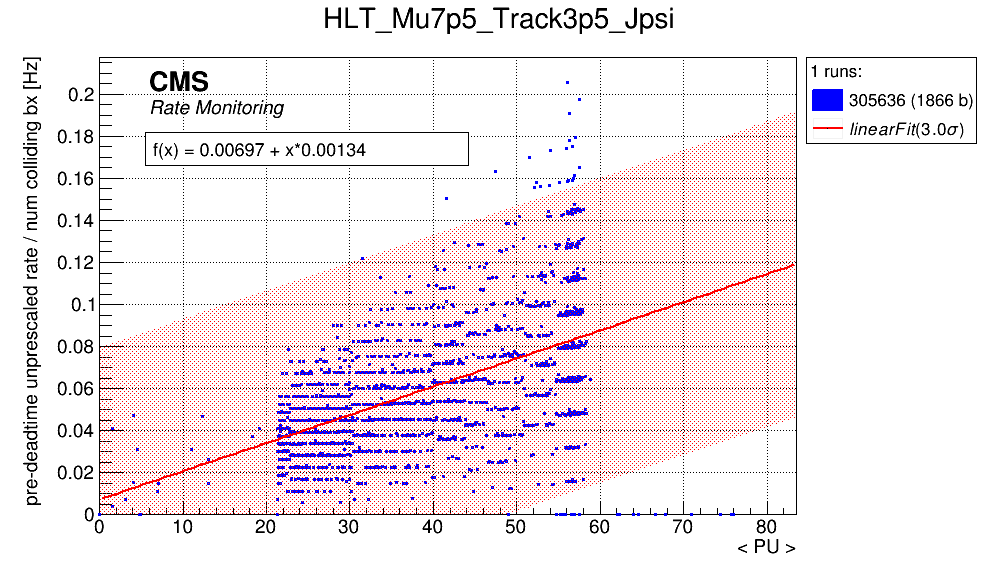 HLT_Mu7p5_Track3p5_Jpsi
pre-deadtime unprescaled rate / num colliding bx [Hz]
CMS
Rate Monitoring
f(x) = 0.00697 + x*0.00134
0.2
0.18
0.16
0.14
0.12
0.1
0.08
0.06
0.04
0.02
0
0 10 20 30 40 50 60 70 80
< PU >
1 runs:
305636 (1866 b)
linearFit(3.0σ)